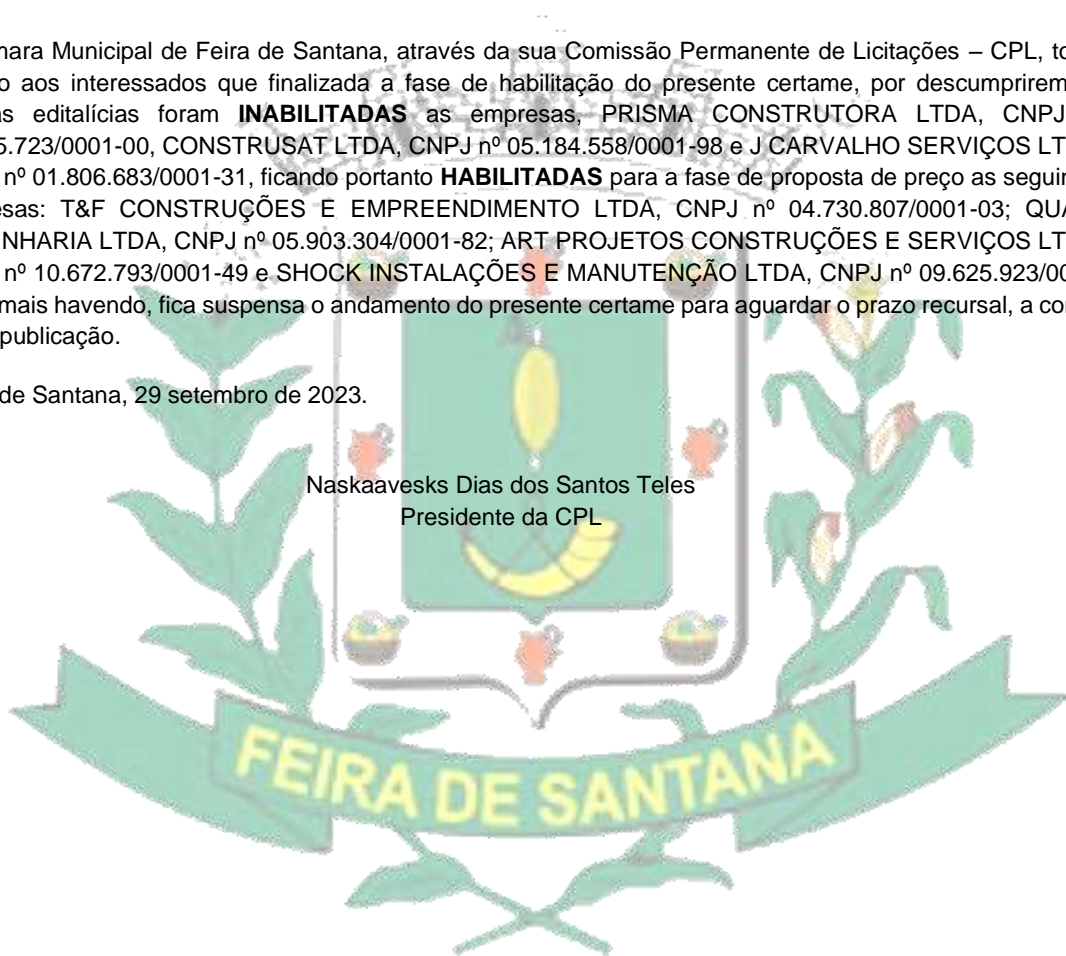 mara Municipal de Feira de Santana, através da sua Comissão Permanente de Licitações – CPL, to
o aos interessados que finalizada a fase de habilitação do presente certame, por descumprirem
as editalícias foram INABILITADAS as empresas, PRISMA CONSTRUTORA LTDA, CNPJ
5.723/0001-00, CONSTRUSAT LTDA, CNPJ nº 05.184.558/0001-98 e J CARVALHO SERVIÇOS LT
nº 01.806.683/0001-31, ficando portanto HABILITADAS para a fase de proposta de preço as segui
esas: T&F CONSTRUÇÕES E EMPREENDIMENTO LTDA, CNPJ nº 04.730.807/0001-03; QUA
NHARIA LTDA, CNPJ nº 05.903.304/0001-82; ART PROJETOS CONSTRUÇÕES E SERVIÇOS LT
nº 10.672.793/0001-49 e SHOCK INSTALAÇÕES E MANUTENÇÃO LTDA, CNPJ nº 09.625.923/00
mais havendo, fica suspensa o andamento do presente certame para aguardar o prazo recursal, a co
publicação.
de Santana, 29 setembro de 2023.
Naskaavesks Dias dos Santos Teles
Presidente da CPL
FEIRA DE SANTANA